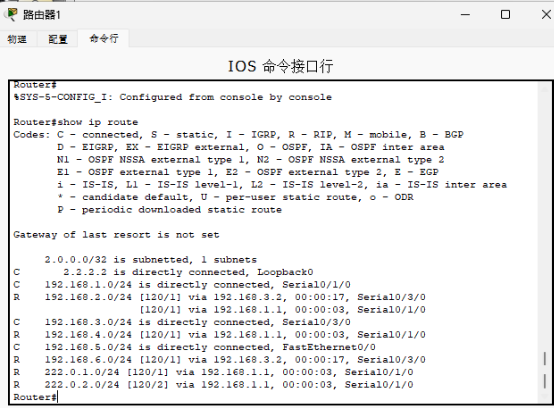 路由器1
物理 配置 命令行
IOS 命令接口行
Router#
%SYS-5-CONFIG_I: Configured from console by console
Router#show ip route
Codes: C - connected, S - static, I - IGRP, R - RIP, M - mobile, B - BGP
D - EIGRP, EX - EIGRP external, O - OSPF, IA - OSPF inter area
N1 - OSPF NSSA external type 1, N2 - OSPF NSSA external type 2
E1 - OSPF external type 1, E2 - OSPF external type 2, E - EGP
i - IS-IS, L1 - IS-IS level-1, L2 - IS-IS level-2, ia - IS-IS inter area
* - candidate default, U - per-user static route, o - ODR
P - periodic downloaded static route
Gateway of last resort is not set
2.0.0.0/32 is subnetted, 1 subnets
C 2.2.2.2 is directly connected, Loopback0
C 192.168.1.0/24 is directly connected, Serial0/1/0
R 192.168.2.0/24 [120/1] via 192.168.3.2, 00:00:17, Serial0/3/0
[120/1] via 192.168.1.1, 00:00:03, Serial0/1/0
C 192.168.3.0/24 is directly connected, Serial0/3/0
R 192.168.4.0/24 [120/1] via 192.168.1.1, 00:00:03, Serial0/1/0
C 192.168.5.0/24 is directly connected, FastEthernet0/0
R 192.168.6.0/24 [120/1] via 192.168.3.2, 00:00:17, Serial0/3/0
R 222.0.1.0/24 [120/1] via 192.168.1.1, 00:00:03, Serial0/1/0
R 222.0.2.0/24 [120/2] via 192.168.1.1, 00:00:03, Serial0/1/0
Router#